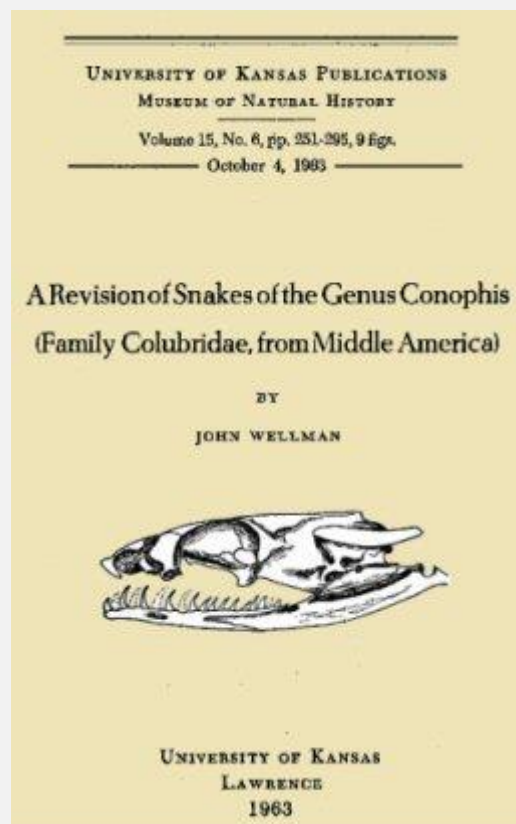 UNIVERSITY OF KANSAS PUBLICATIONS
MUSEUM OF NATURAL HISTORY
Volume 15, No. 6, pp. 251-295, 9 figs.
October 4, 1963
A Revision of Snakes of the Genus Conophis
(Family Colubridae, from Middle America)
BY
JOHN WELLMAN
UNIVERSITY OF KANSAS
LAWRENCE
1963